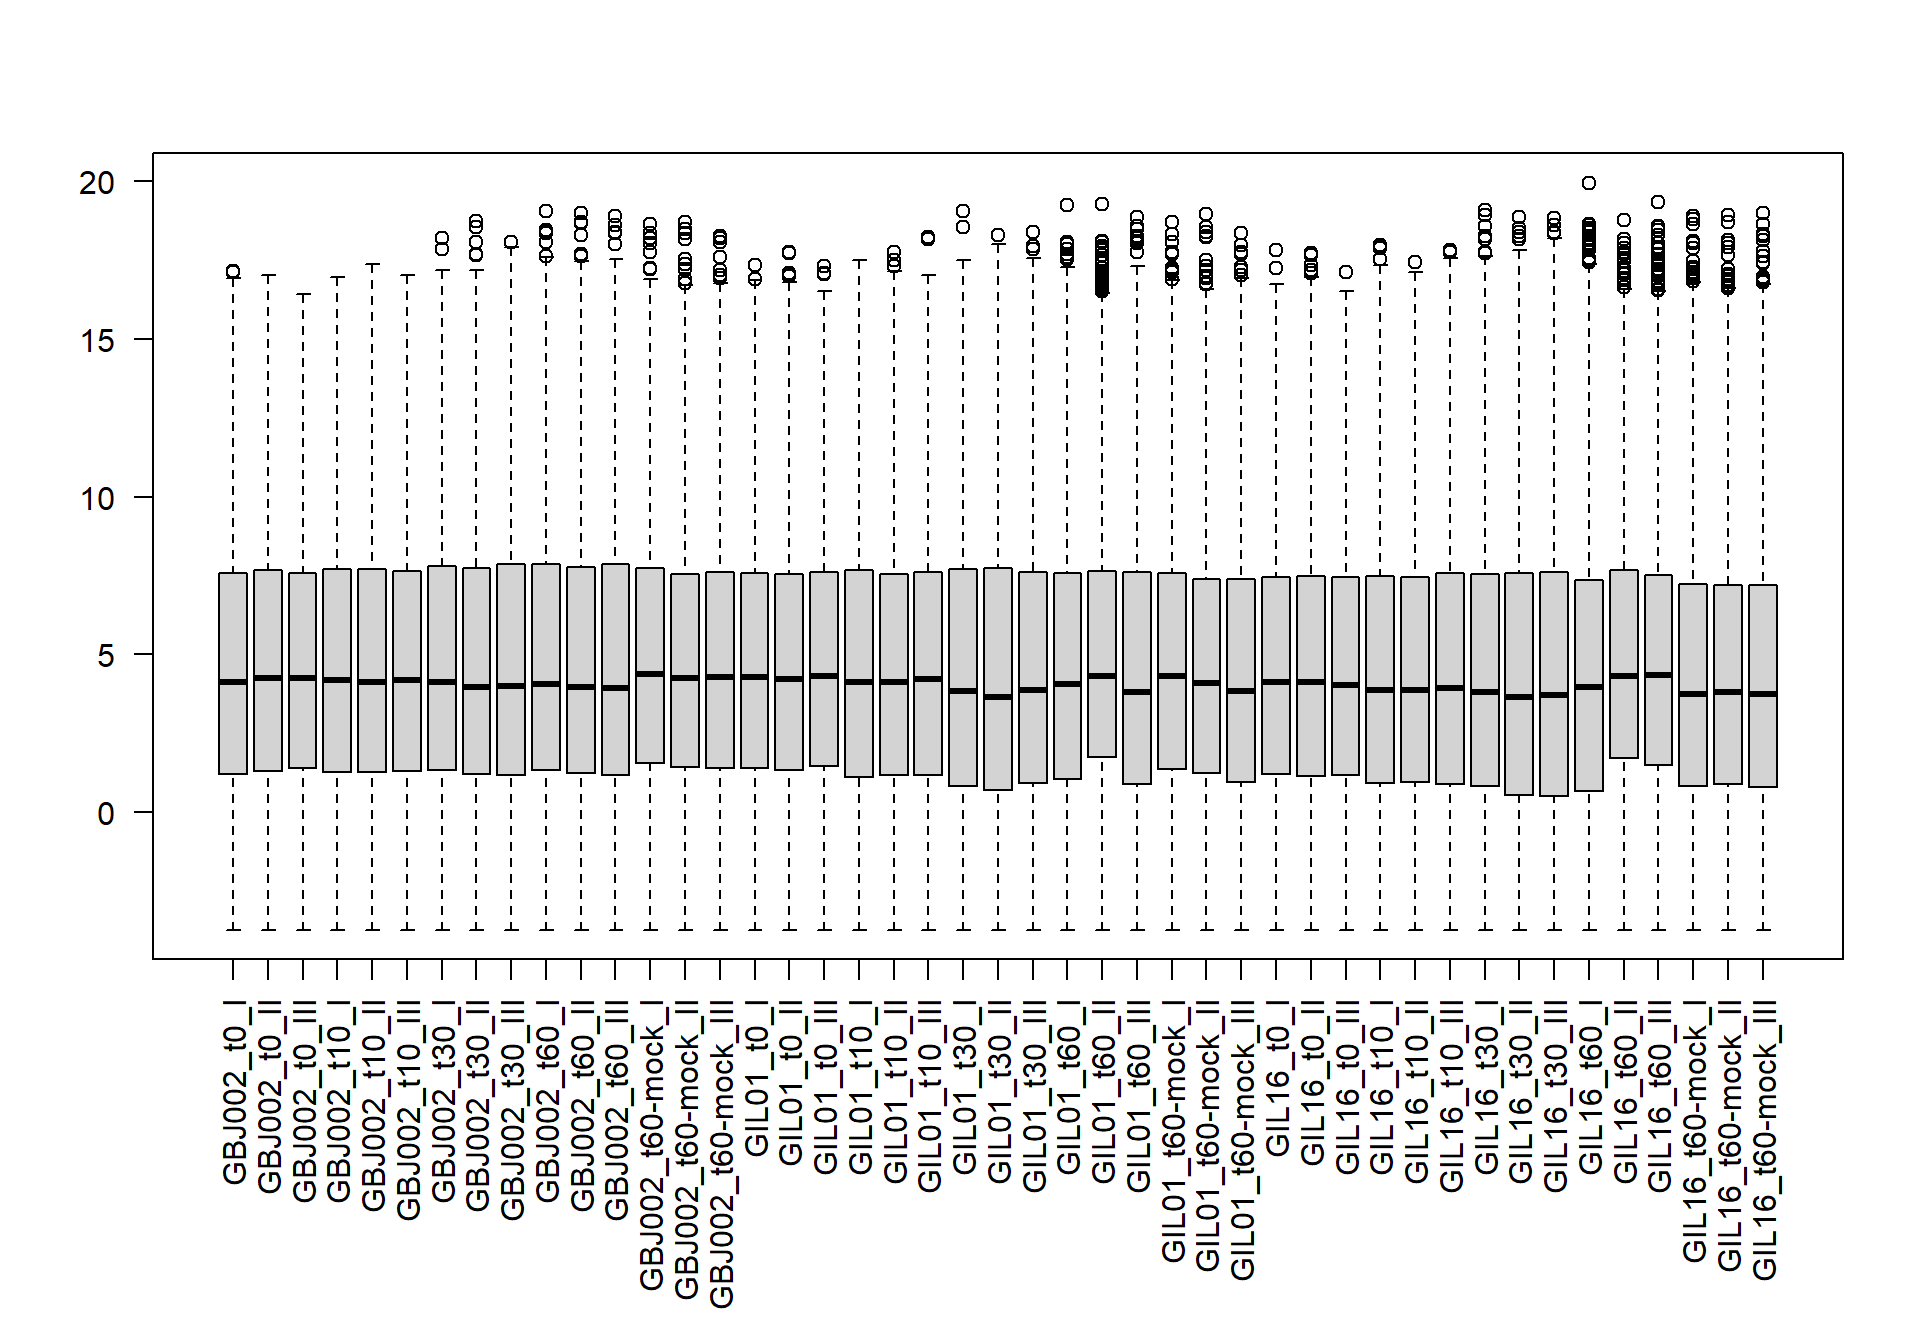 20
15
10
5
0
GBJ002_t0_I
GBJ002_t0_II
GBJ002_t0_III
GBJ002_t10_I
GBJ002_t10_II
GBJ002_t10_III
GBJ002_t30_I
GBJ002_t30_II
GBJ002_t30_III
GBJ002_t60_I
GBJ002_t60_II
GBJ002_t60_III
GBJ002_t60-mock_I
GBJ002_t60-mock_II
GBJ002_t60-mock_III
GIL01_t0_I
GIL01_t0_II
GIL01_t0_III
GIL01_t10_I
GIL01_t10_II
GIL01_t10_III
GIL01_t30_I
GIL01_t30_II
GIL01_t30_III
GIL01_t60_I
GIL01_t60_II
GIL01_t60_III
GIL01_t60-mock_I
GIL01_t60-mock_II
GIL01_t60-mock_III
GIL16_t0_I
GIL16_t0_II
GIL16_t0_III
GIL16_t10_I
GIL16_t10_II
GIL16_t10_III
GIL16_t30_I
GIL16_t30_II
GIL16_t30_III
GIL16_t60_I
GIL16_t60_II
GIL16_t60_III
GIL16_t60-mock_I
GIL16_t60-mock_II
GIL16_t60-mock_III